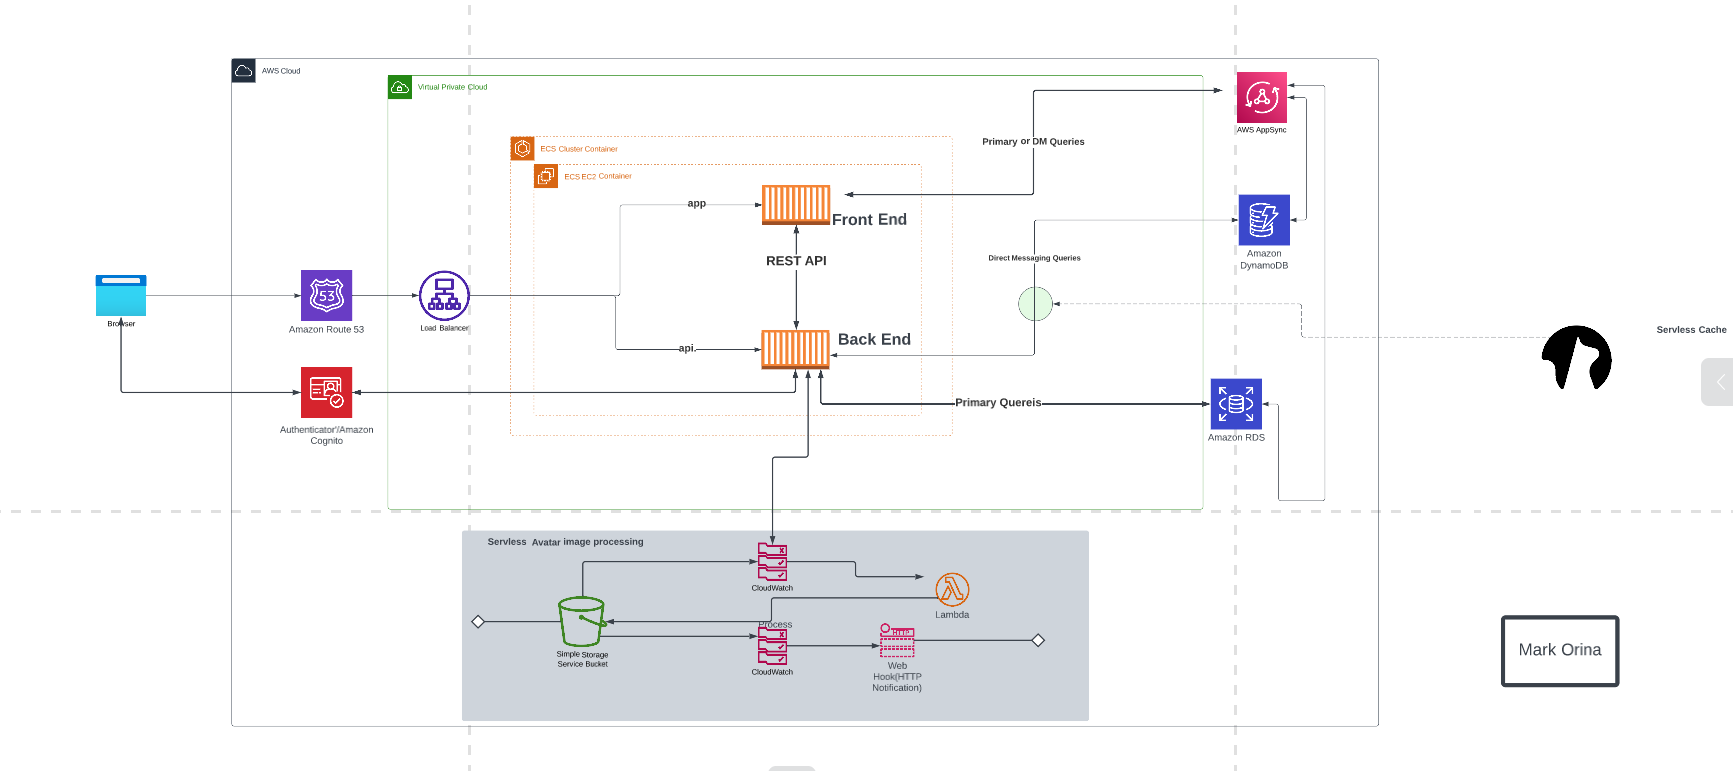 AWS Cloud
Virtual Private Cloud
ECS Cluster Container
ECS EC2 Container
app
Front End
REST API
api.
Back End
Primary or DM Queries
Direct Messaging Queries
Primary Quereis
AWS AppSync
Amazon
DynamoDB
Amazon RDS
Servless Cache
Browser
53
Amazon Route 53
Load Balancer
Authenticator'/Amazon
Cognito
Servless Avatar image processing
CloudWatch
Lambda
Process
Simple Storage
Service Bucket
CloudWatch
HTTP
Web
Hook(HTTP
Notification)
Mark Orina